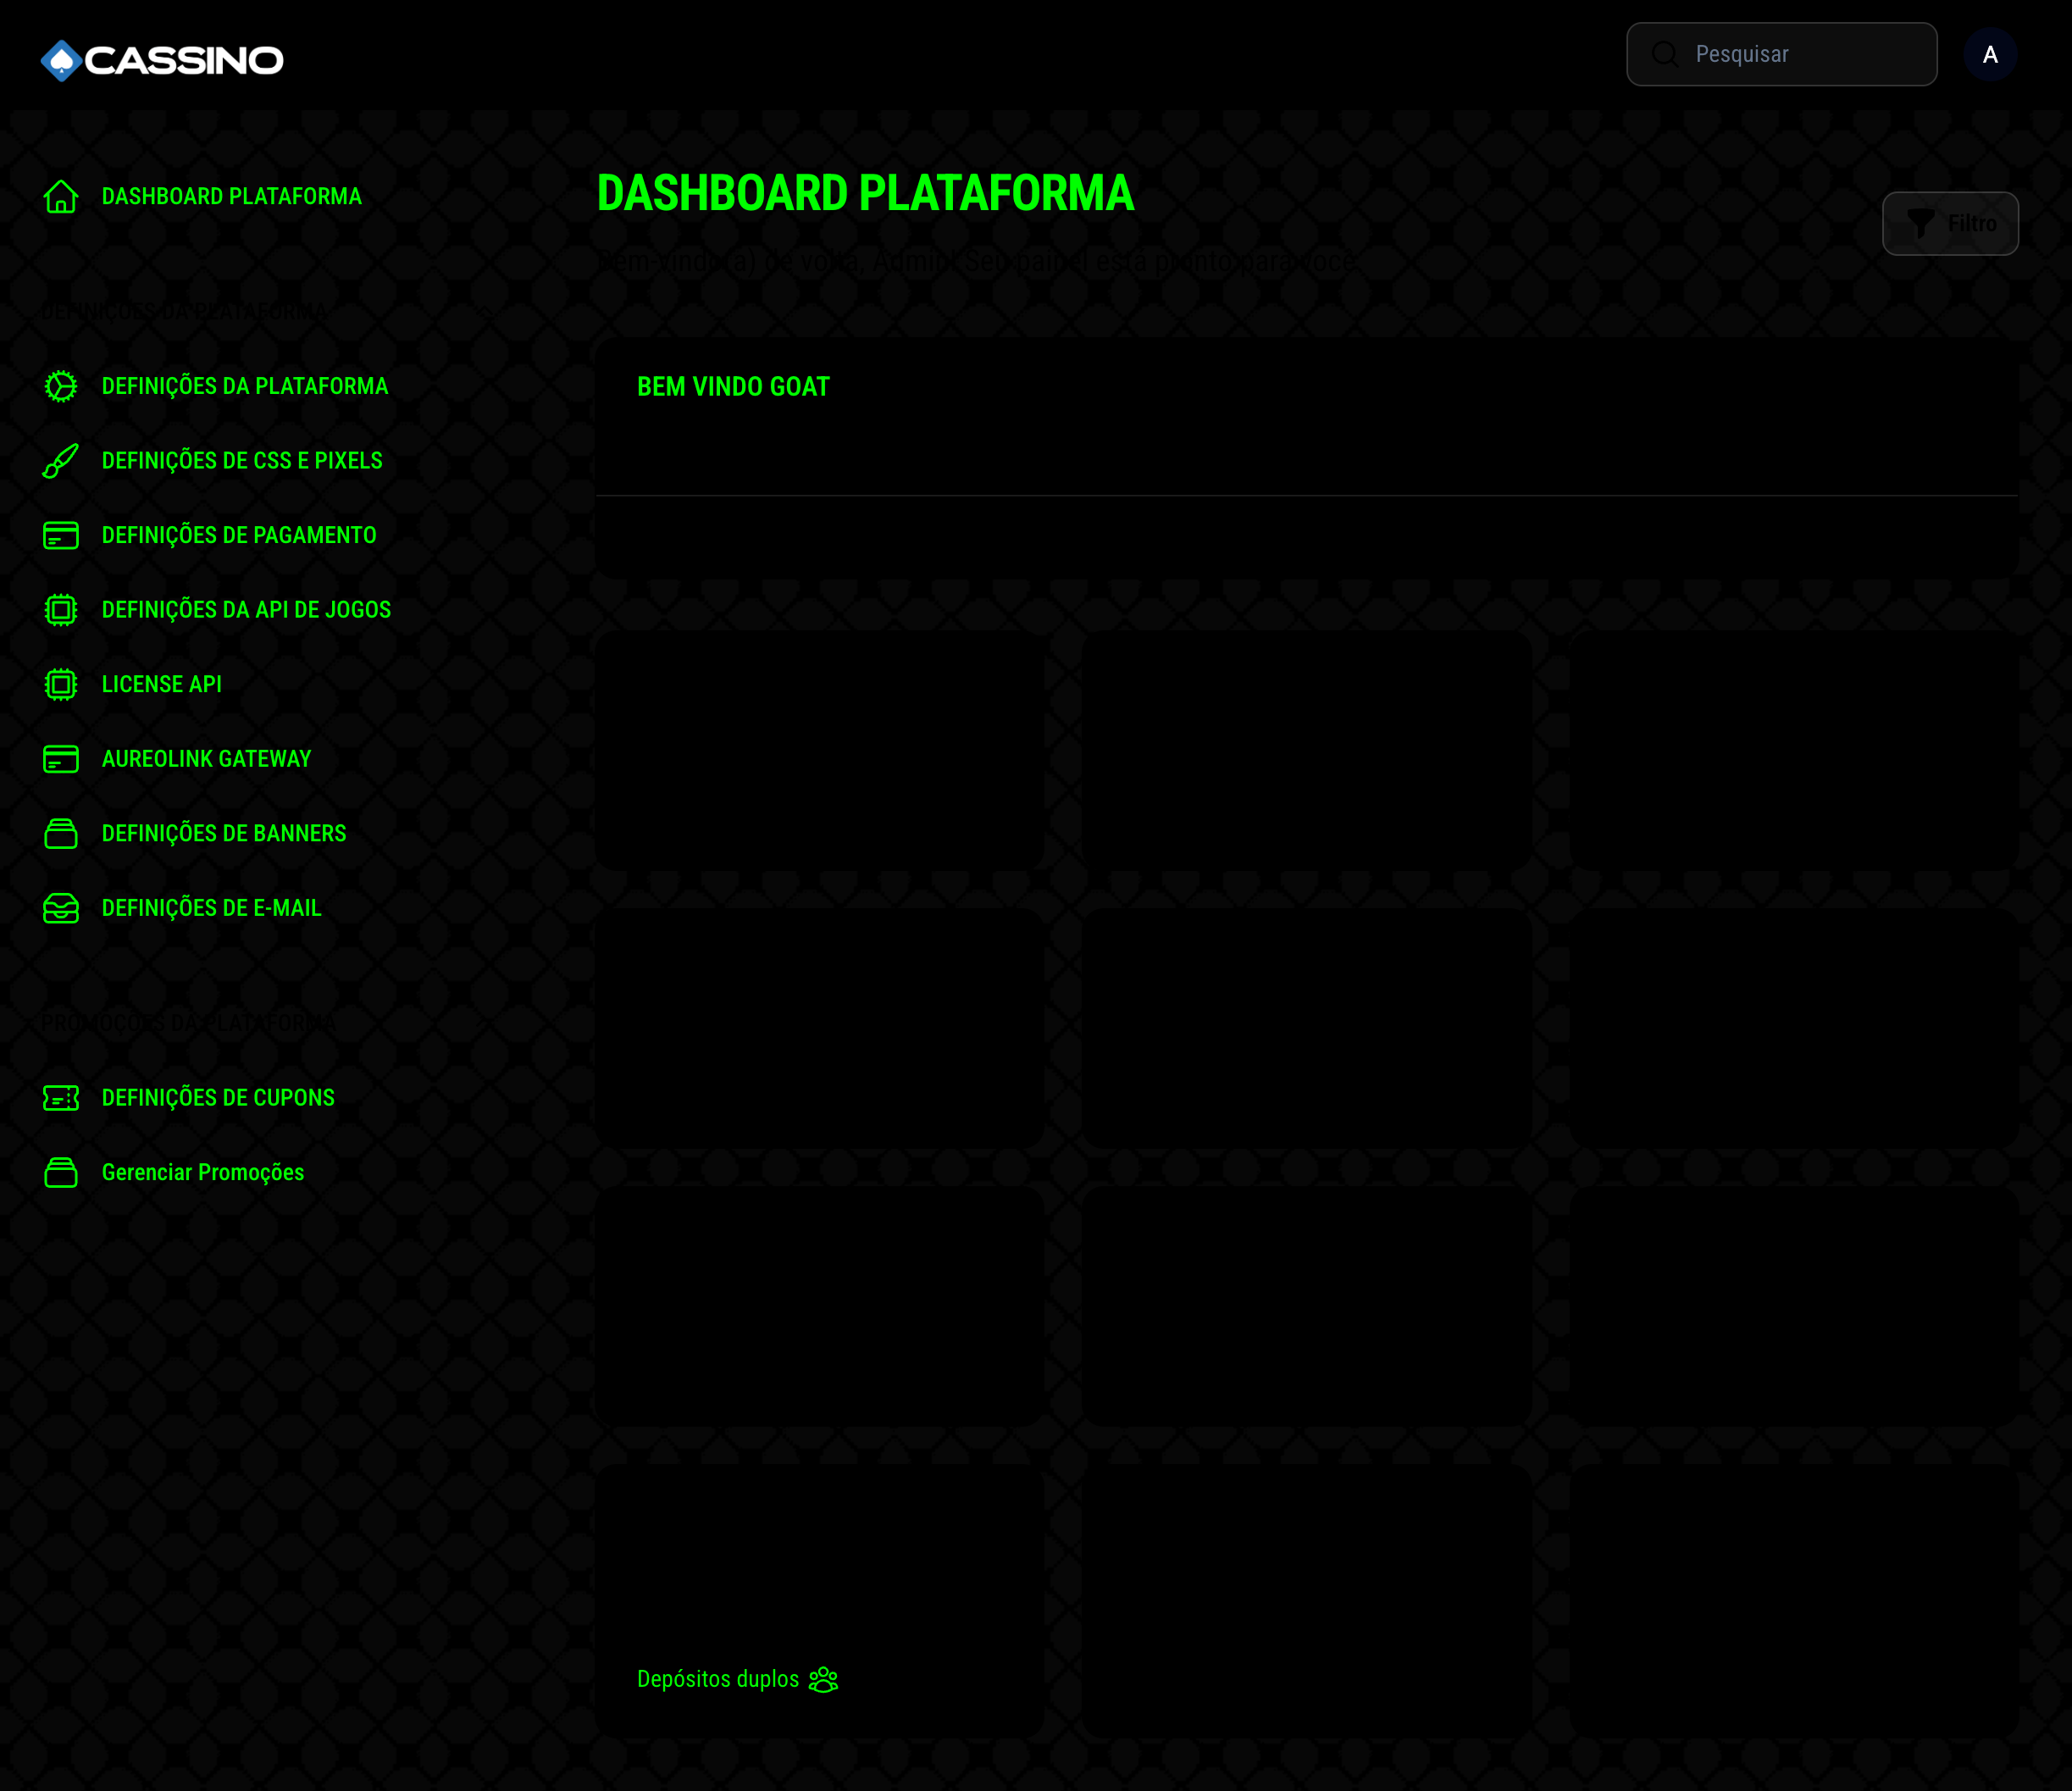 CASSINO
Pesquisar
A
DASHBOARD PLATAFORMA
DEFINIÇÕES DA PLATAFORMA
DEFINIÇÕES DA PLATAFORMA
DEFINIÇÕES DE CSS E PIXELS
DEFINIÇÕES DE PAGAMENTO
DEFINIÇÕES DA API DE JOGOS
LICENSE API
AUREOLINK GATEWAY
DEFINIÇÕES DE BANNERS
DEFINIÇÕES DE E-MAIL
PROMOÇÕES DA PLATAFORMA
DEFINIÇÕES DE CUPONS
Gerenciar Promoções
DASHBOARD PLATAFORMA
Bem-vindo(a) de volta, Admin! Seu painel está pronto para você
Filtro
BEM VINDO GOAT
Depósitos duplos